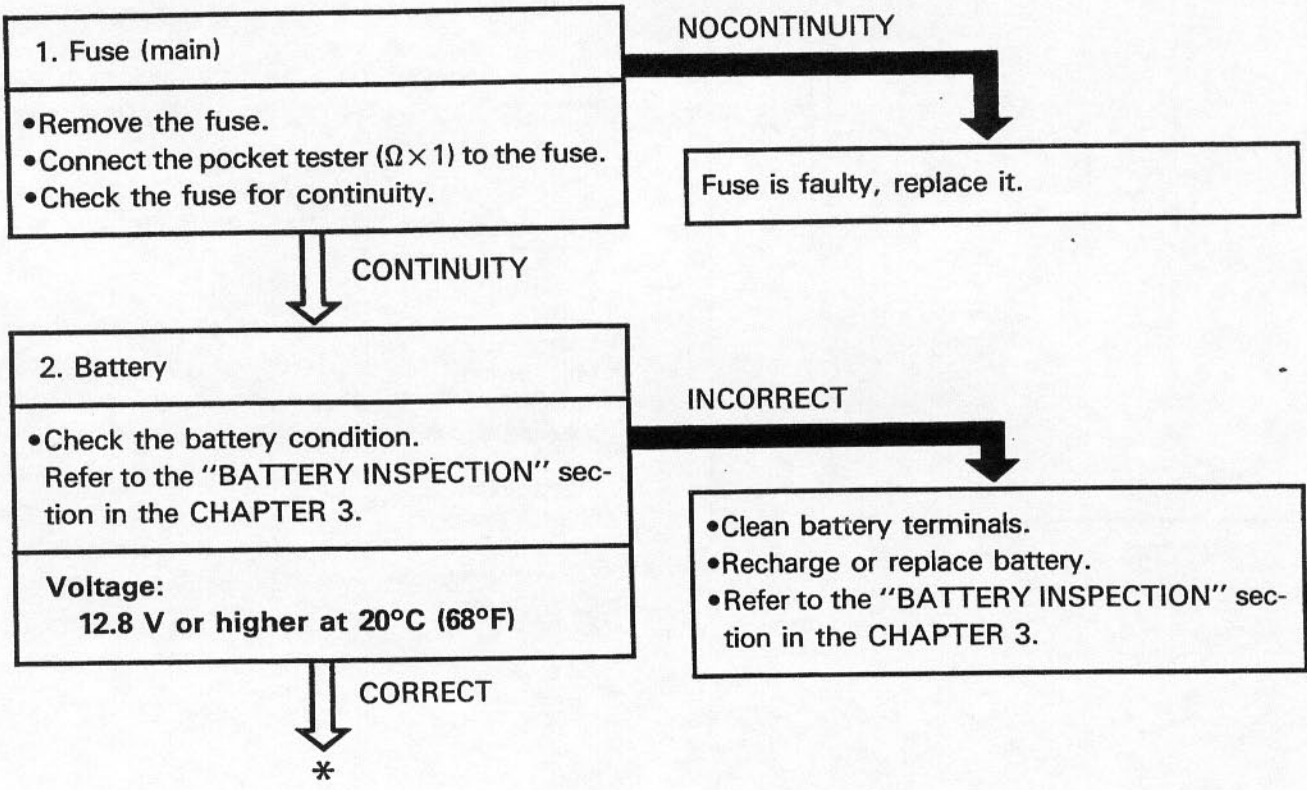 1. Fuse (main)
NOCONTINUITY
•Remove the fuse.
•Connect the pocket tester (Ω×1) to the fuse.
•Check the fuse for continuity.
Fuse is faulty, replace it.
CONTINUITY
2. Battery
INCORRECT
•Check the battery condition.
Refer to the "BATTERY INSPECTION" sec-
tion in the CHAPTER 3.
•Clean battery terminals.
•Recharge or replace battery.
•Refer to the "BATTERY INSPECTION" sec-
tion in the CHAPTER 3.
Voltage:
12.8 V or higher at 20°C (68°F)
CORRECT
*